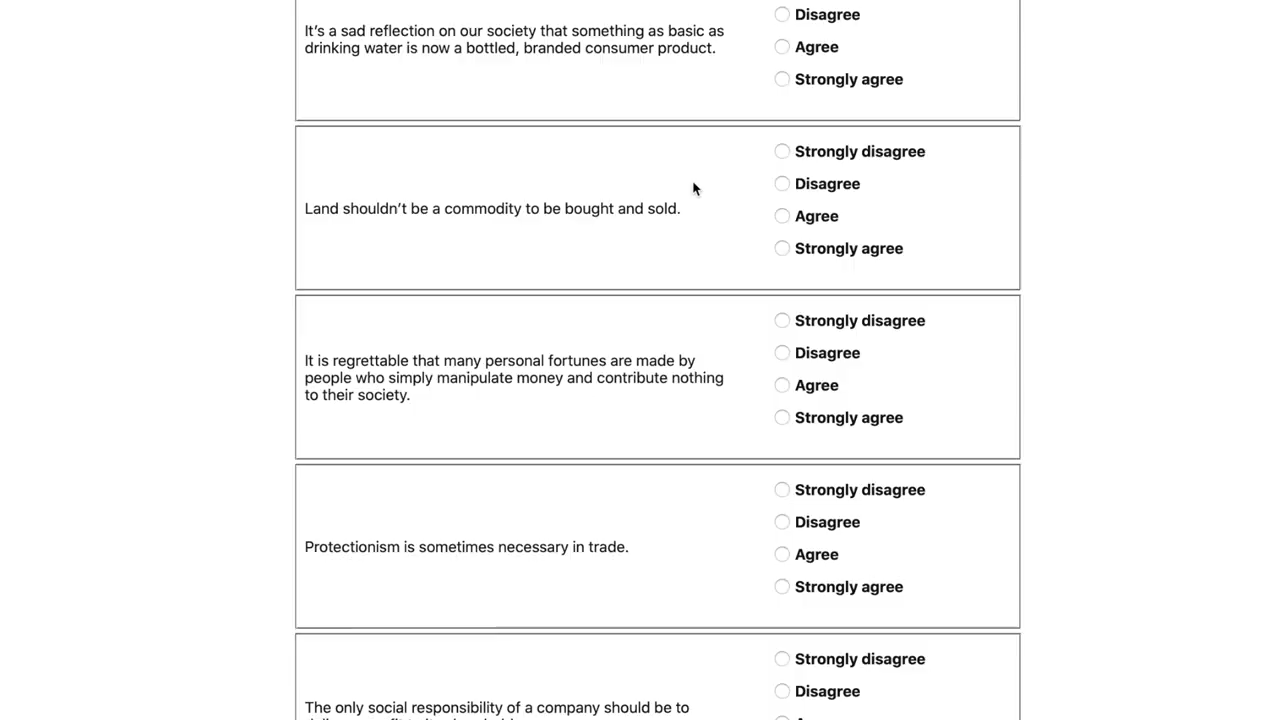 Disagree
It’s a sad reflection on our society that something as basic as
drinking water is now a bottled, branded consumer product.
Agree
Strongly agree
Strongly disagree
Disagree
Land shouldn’t be a commodity to be bought and sold.
Agree
Strongly agree
Strongly disagree
It is regrettable that many personal fortunes are made by
people who simply manipulate money and contribute nothing
to their society.
Disagree
Agree
Strongly agree
Strongly disagree
Disagree
Protectionism is sometimes necessary in trade.
Agree
Strongly agree
Strongly disagree
Disagree
The only social responsibility of a company should be to